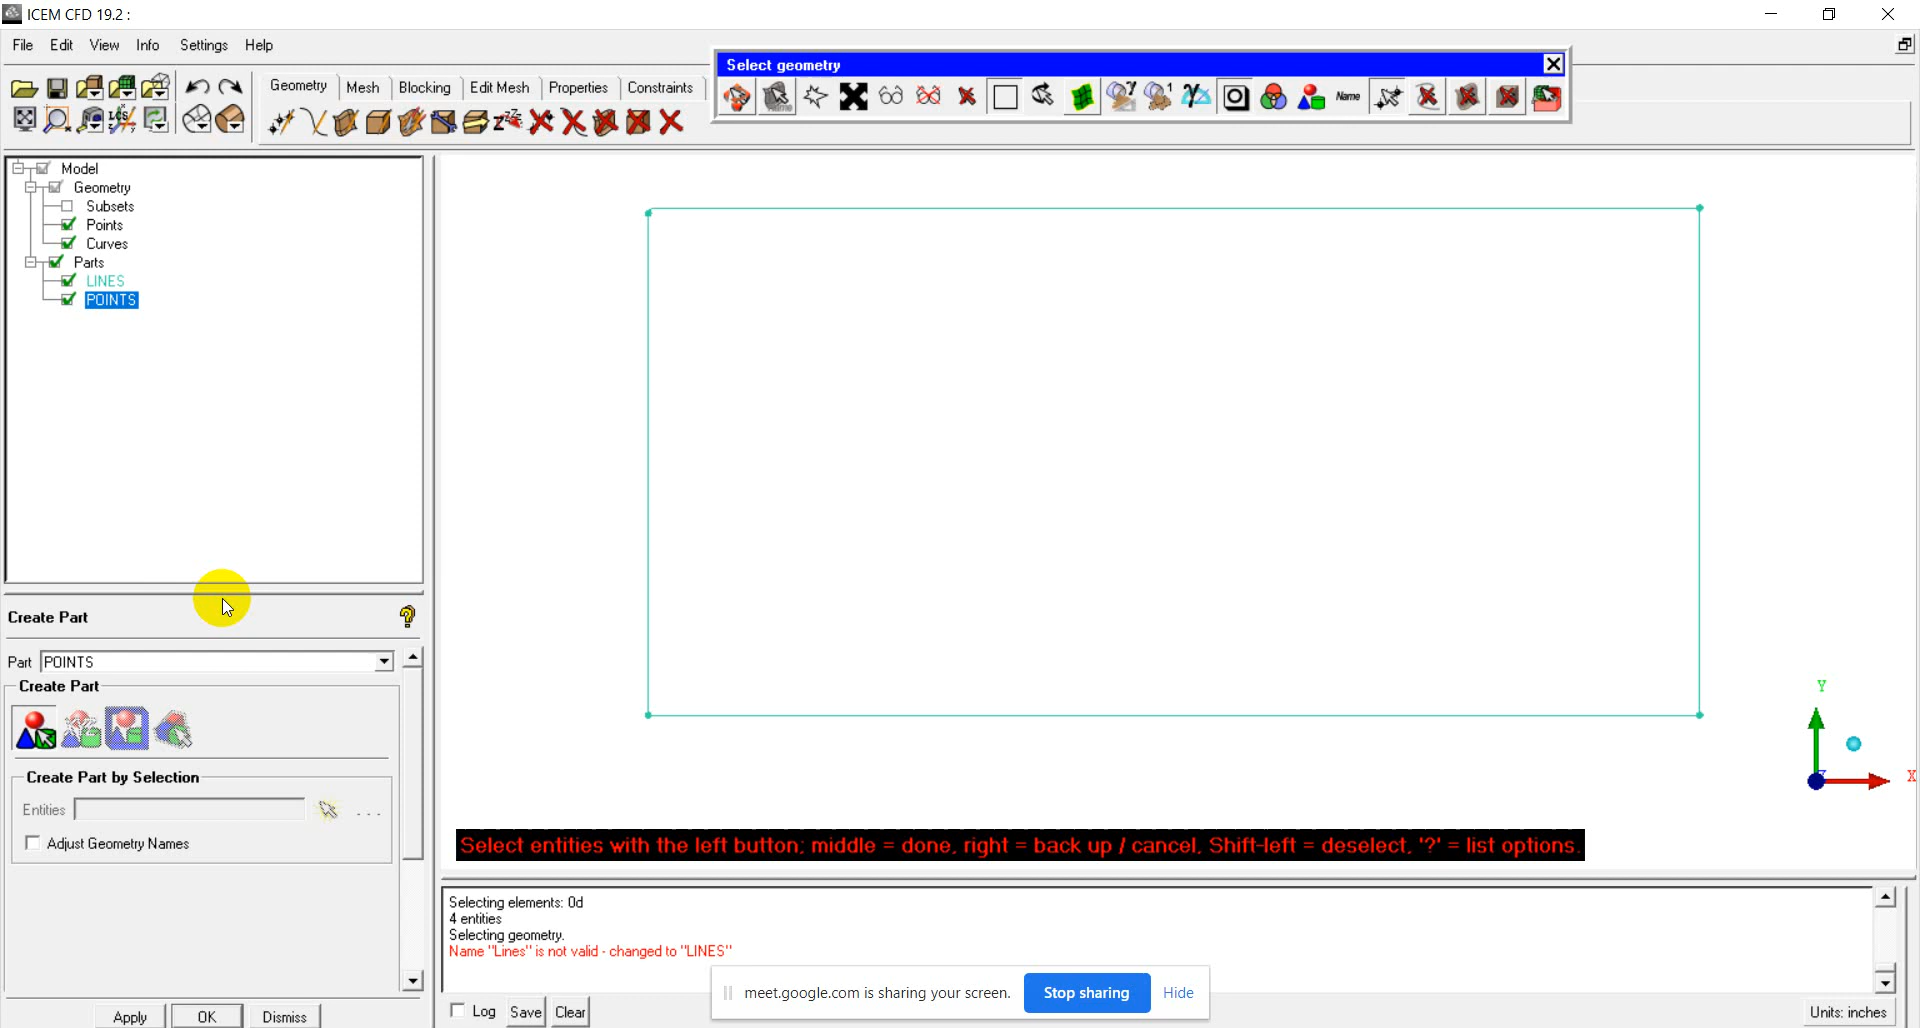 ICEM CFD 19.2 :
File Edit View Info Settings Help
Select geometry
Geometry Mesh Blocking Edit Mesh Properties Constraints
Name
Model
Geometry
Subsets
Points
Curves
Parts
LINES
POINTS
Create Part
Part POINTS
Create Part
Create Part by Selection
Entities
...
Adjust Geometry Names
Apply OK Dismiss
Y
X
Select entities with the left button; middle = done, right = back up / cancel, Shift-left = deselect, '?' = list options.
Selecting elements: 0d
4 entities
Selecting geometry.
Name "Lines" is not valid - changed to "LINES"
meet.google.com is sharing your screen. Stop sharing Hide
Log Save Clear
Units: inches